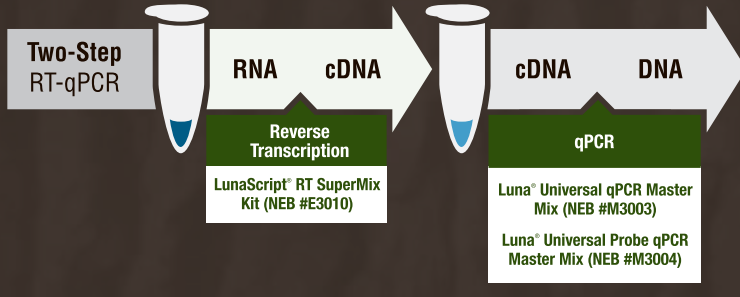 Two-Step
RT-qPCR
RNA cDNA
Reverse
Transcription
LunaScript® RT SuperMix
Kit (NEB #E3010)
cDNA DNA
qPCR
Luna® Universal qPCR Master
Mix (NEB #M3003)
Luna® Universal Probe qPCR
Master Mix (NEB #M3004)